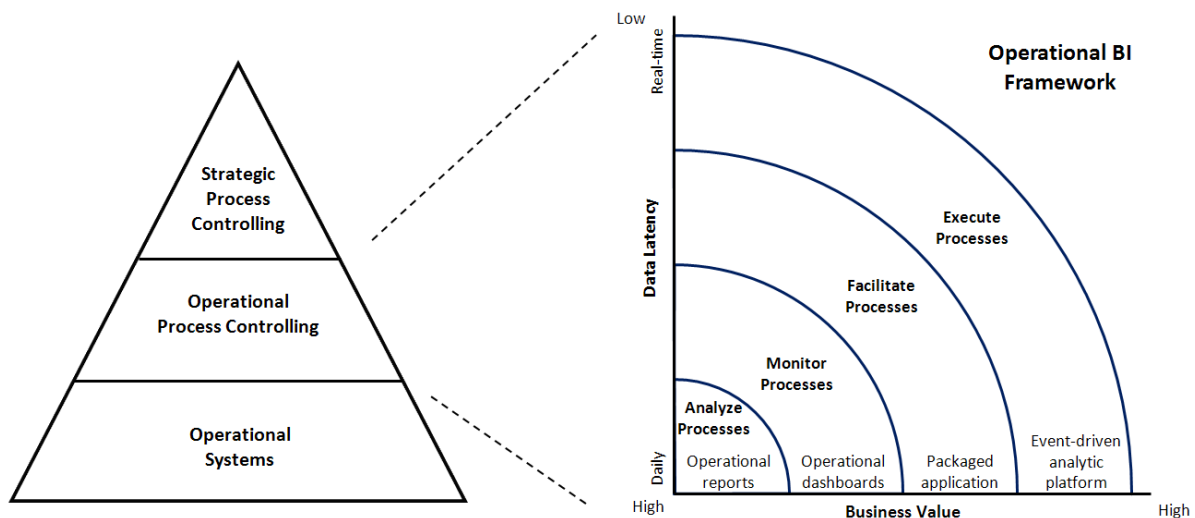 Strategic
Process
Controlling
Operational
Process Controlling
Operational
Systems
Low
Real-time
Data Latency
Daily
High
Operational BI
Framework
Execute
Processes
Facilitate
Processes
Monitor
Processes
Analyze
Processes
Operational
reports
Operational
dashboards
Packaged
application
Event-driven
analytic
platform
Business Value
High